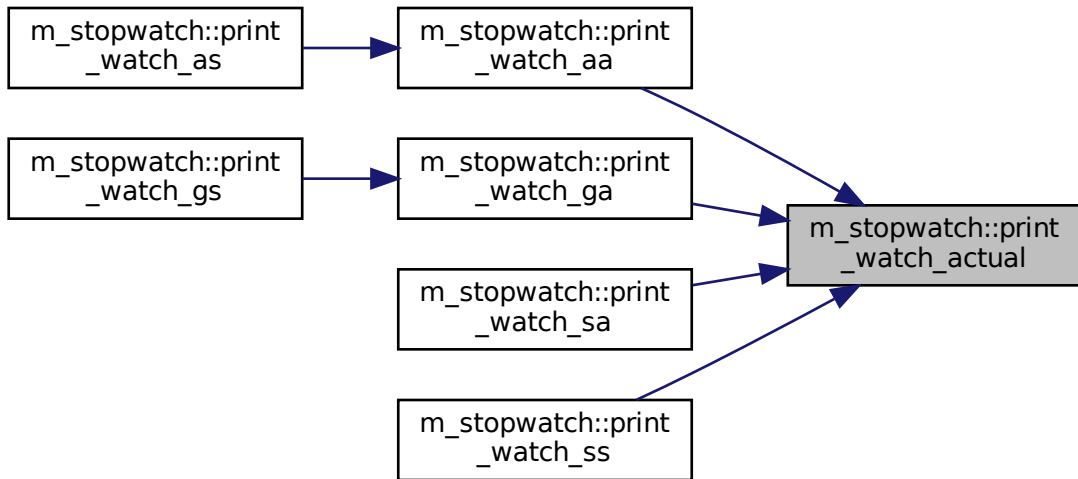 m_stopwatch::print
_watch_as
m_stopwatch::print
_watch_aa
m_stopwatch::print
_watch_gs
m_stopwatch::print
_watch_ga
m_stopwatch::print
_watch_actual
m_stopwatch::print
_watch_sa
m_stopwatch::print
_watch_ss